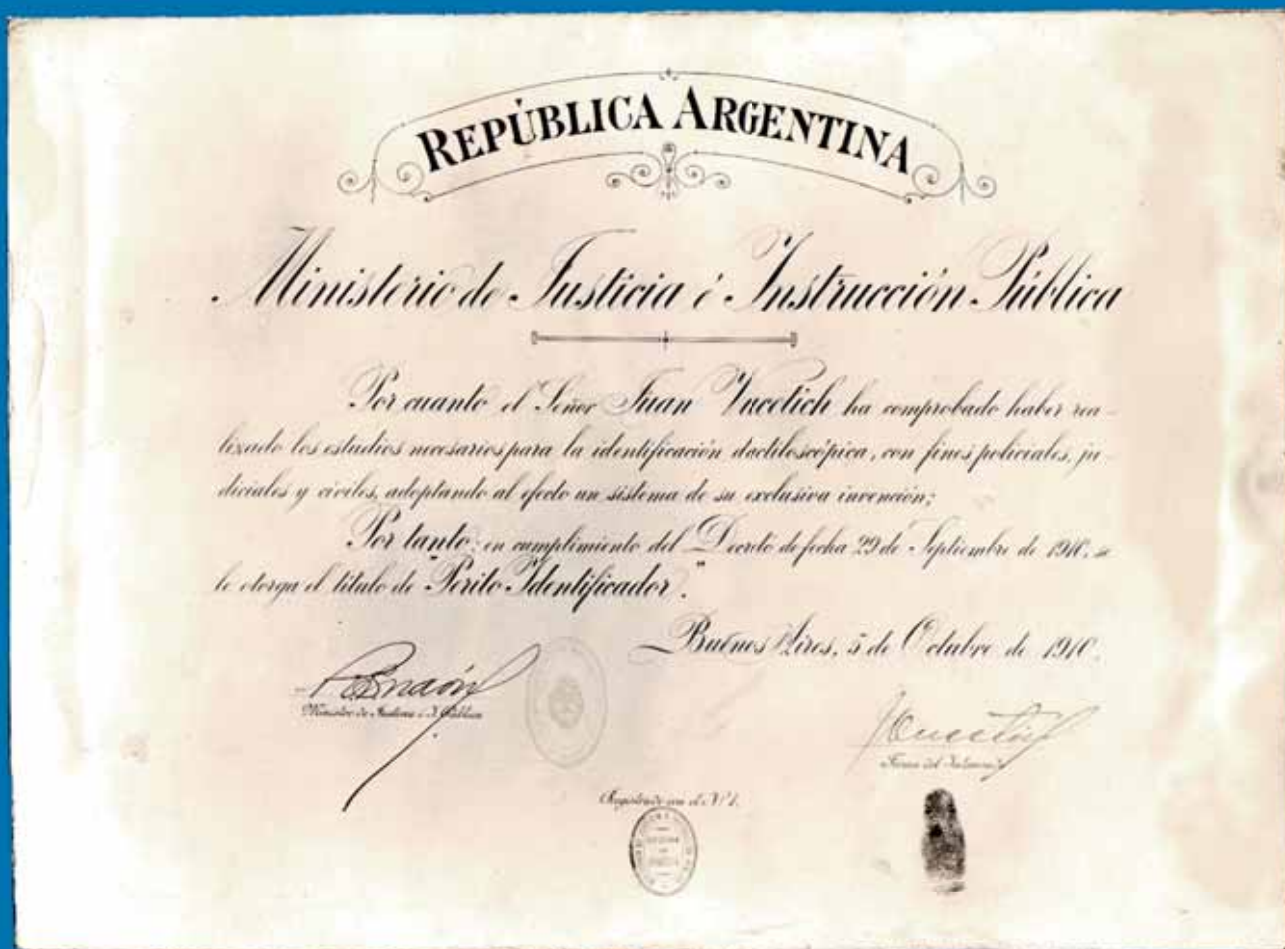 REPÚBLICA ARGENTINA
Ministerio de Justicia é Instrucción Pública
Por cuanto el Señor Juan Vucetich ha comprobado haber rea-
lizado los estudios necesarios para la identificación dactiloscópica, con fines policiales, ju-
diciales y civiles, adoptando al efecto un sistema de su exclusiva invención;
Por tanto: en cumplimiento del Decreto de fecha 29 de Septiembre de 1910, se
le otorga el título de "Perito Identificador".
Buenos Aires, 5 de Octubre de 1910.
Ministro de Justicia é I. Pública
JVucetich
Firma del Interesado
Registrado con el Nº 1.